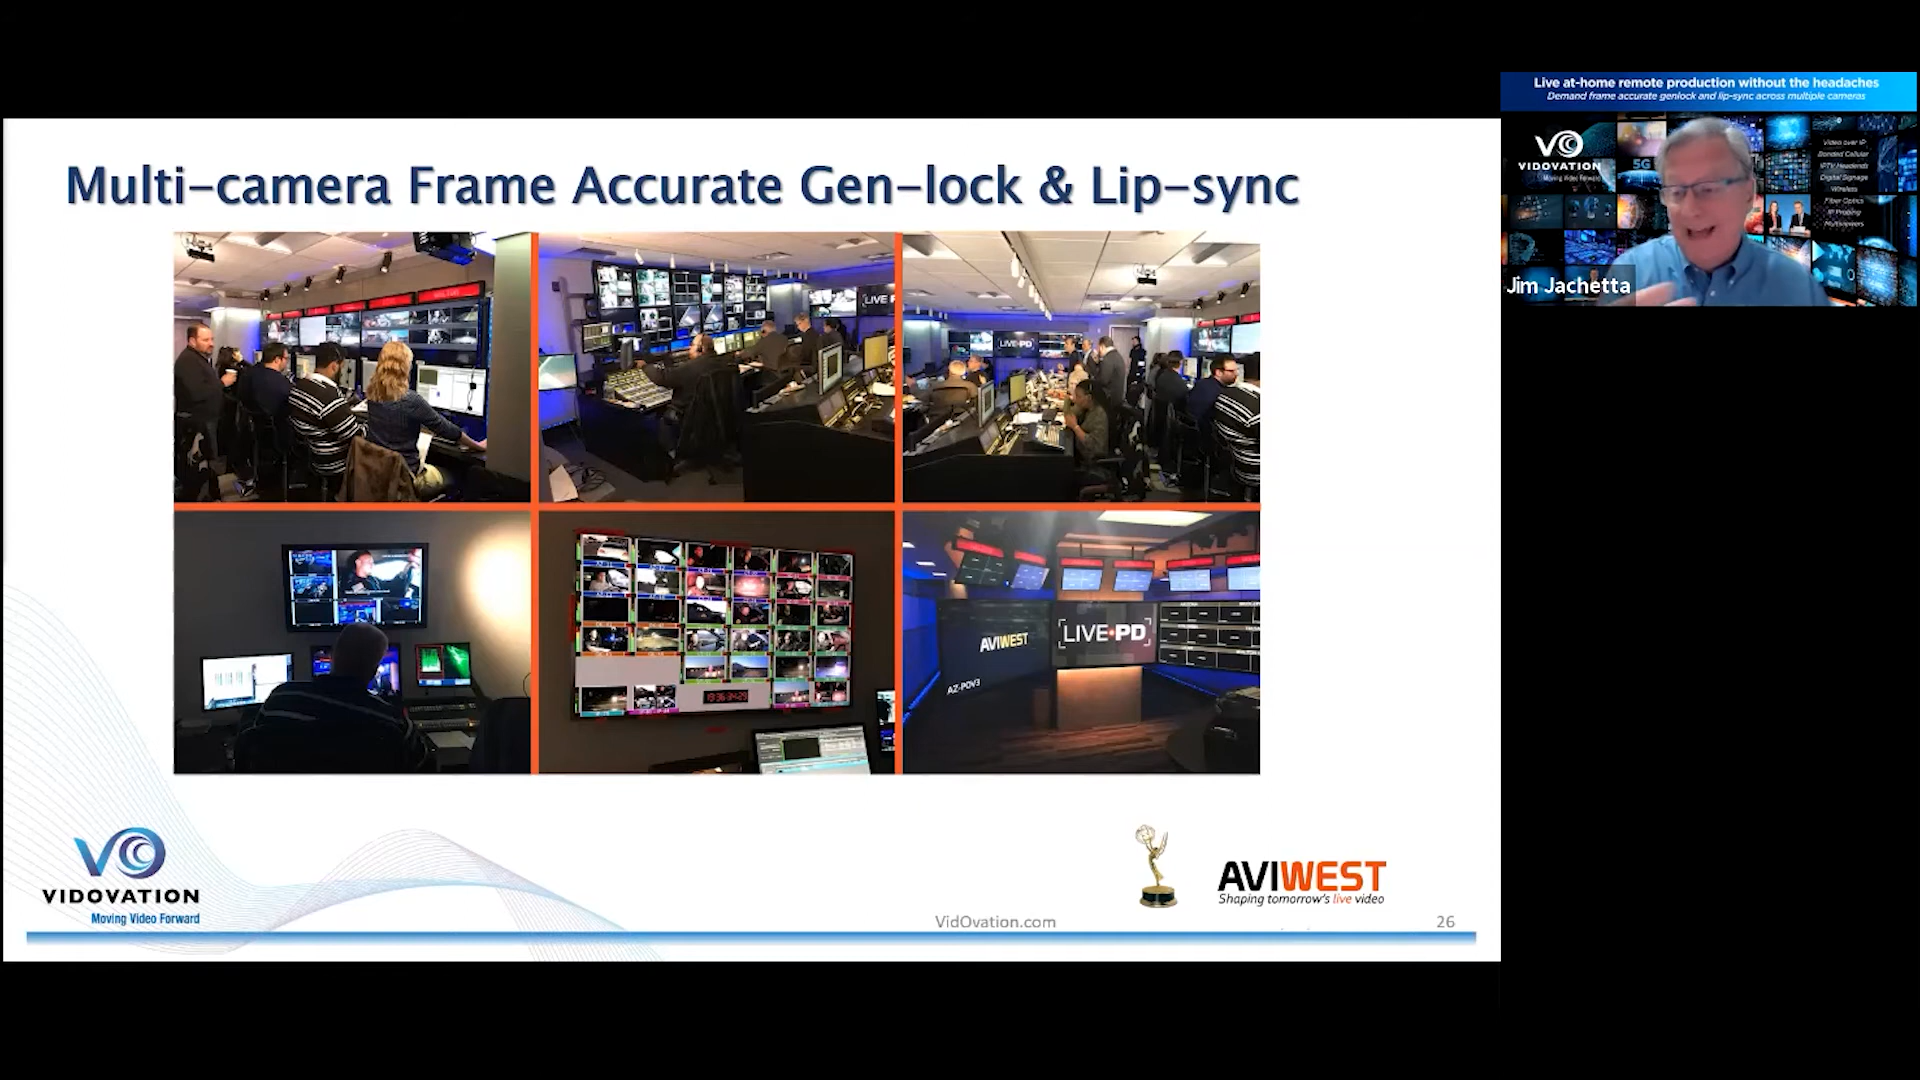 Multi-camera Frame Accurate Gen-lock & Lip-sync
LIVE
LIVE PD
AVIWEST
LIVE PD
AZ-POV3
VIDOVATION
Moving Video Forward
VidOvation.com
AVIWEST
Shaping tomorrow's live video
26
Live at-home remote production without the headaches
Demand frame accurate genlock and lip-sync across multiple cameras
VIDOVATION
Moving Video Forward
5G
Video over IP
Bonded Cellular
IPTV Headends
Digital Signage
Wireless
Fiber Optics
IP Probing
Multiviewers
Jim Jachetta